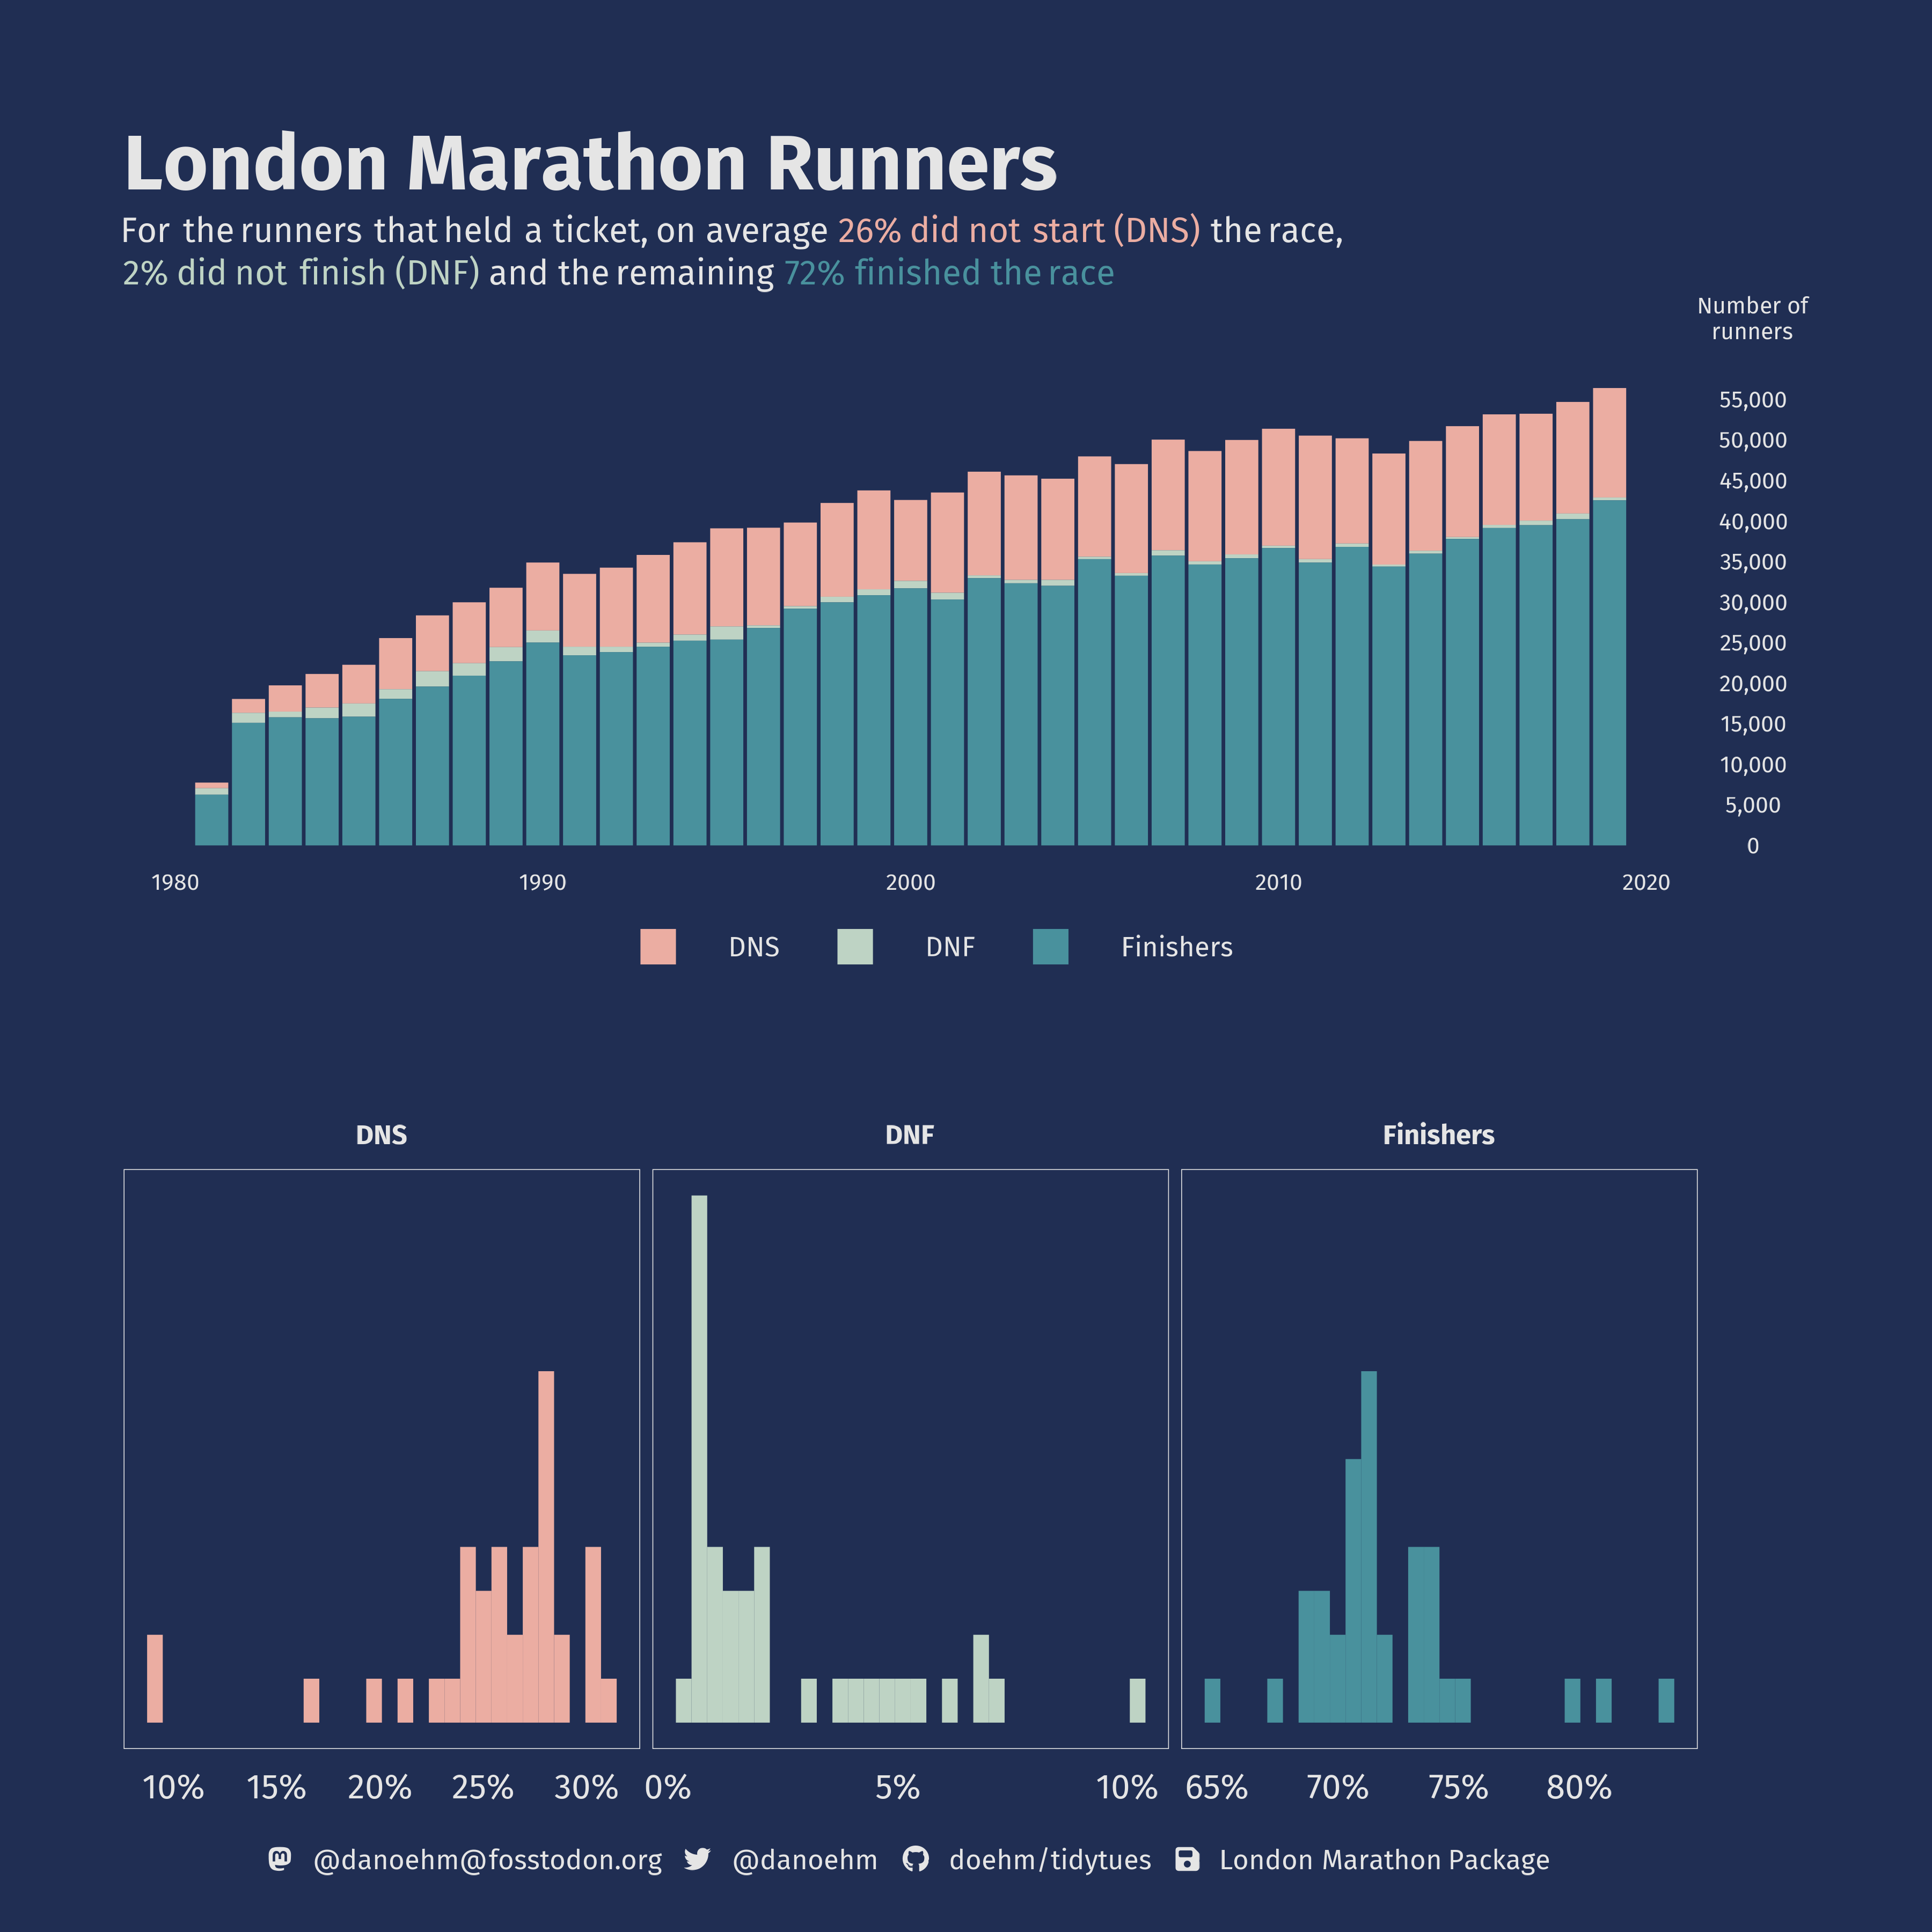 London Marathon Runners
For the runners that held a ticket, on average 26% did not start (DNS) the race,
2% did not finish (DNF) and the remaining 72% finished the race
Number of
runners
55,000
50,000
45,000
40,000
35,000
30,000
25,000
20,000
15,000
10,000
5,000
0
1980 1990 2000 2010 2020
DNS DNF Finishers
DNS DNF Finishers
10% 15% 20% 25% 30% 0% 5% 10% 65% 70% 75% 80%
@danoehm@fosstodon.org @danoehm doehm/tidytues London Marathon Package